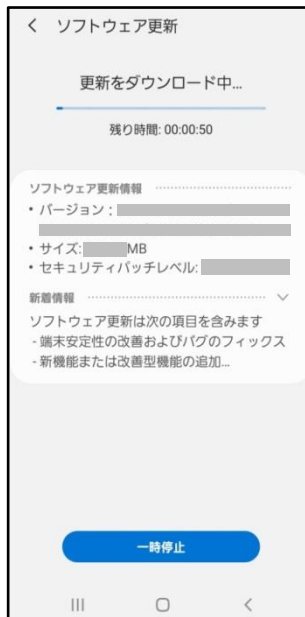 ソフトウェア更新
更新をダウンロード中...
残り時間: 00:00:50
ソフトウェア更新情報
・バージョン :
・サイズ: MB
・セキュリティパッチレベル:
新着情報
ソフトウェア更新は次の項目を含みます
- 端末安定性の改善およびバグのフィックス
- 新機能または改善型機能の追加...
一時停止